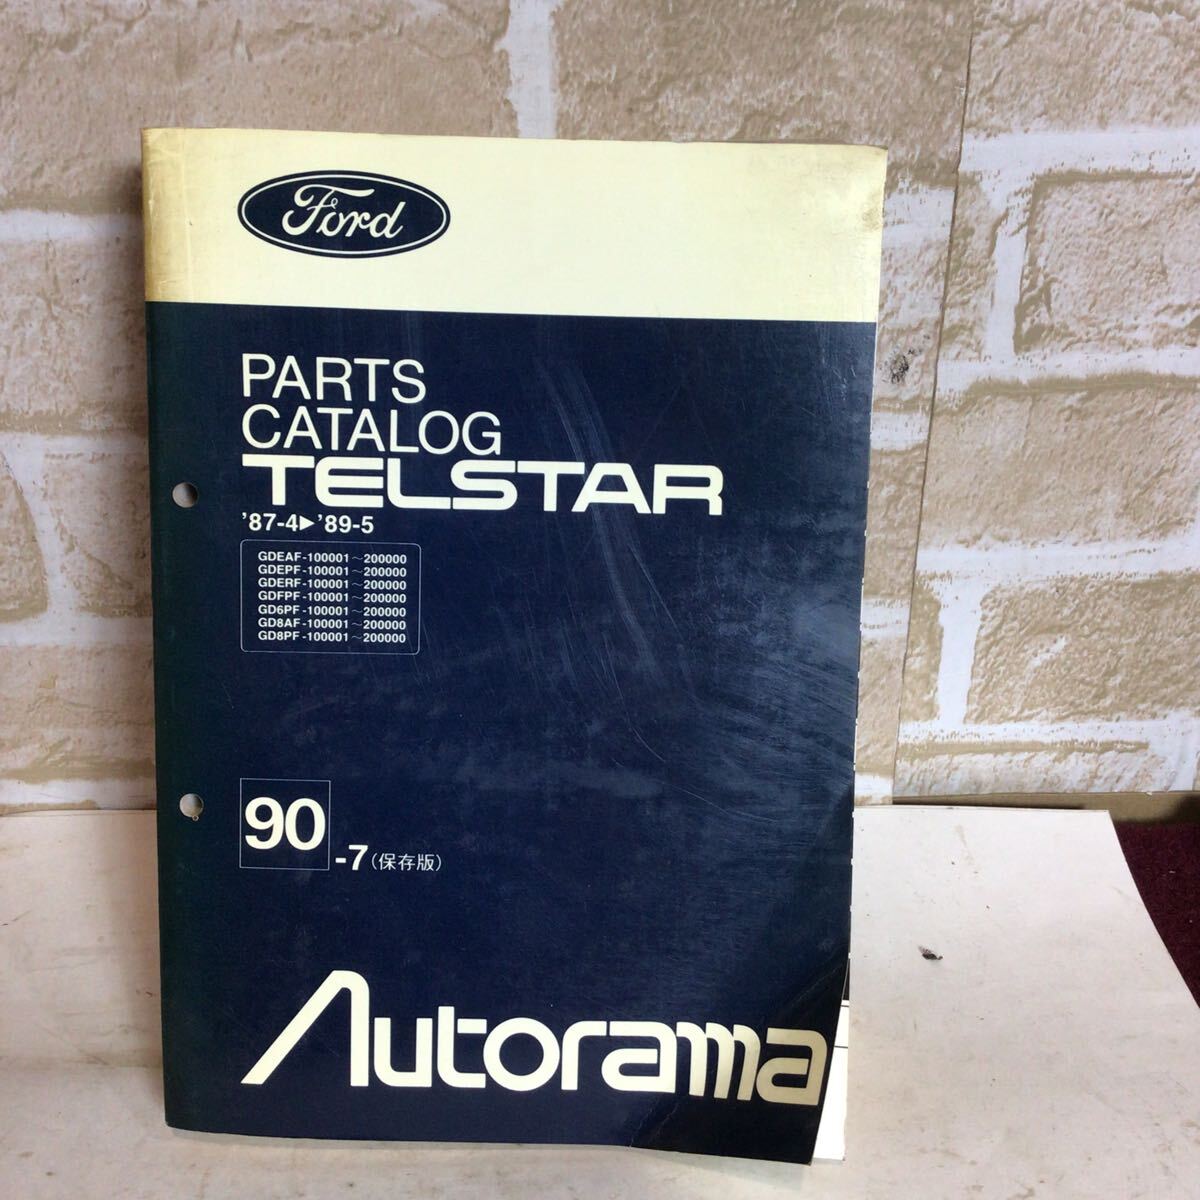 Ford
PARTS
CATALOG
TELSTAR
'87-4▶'89-5
GDEAF-100001～200000
GDEPF-100001～200000
GDERF-100001～200000
GDFPF-100001～200000
GD6PF-100001～200000
GD8AF-100001～200000
GD8PF-100001～200000
90-7(保存版)
Autorama